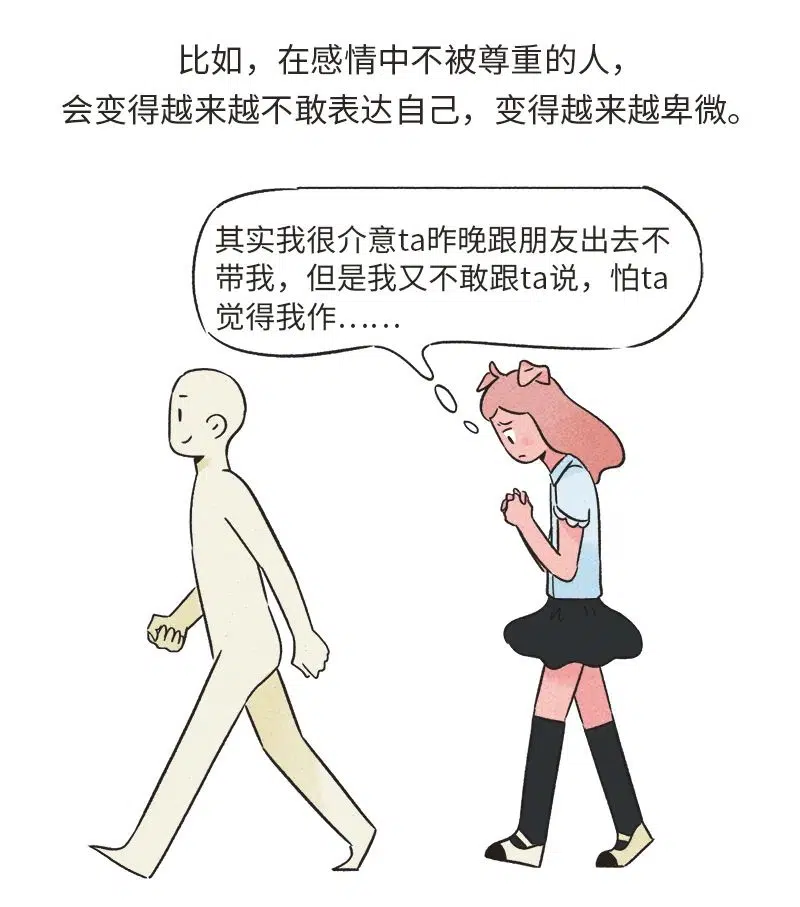 比如，在感情中不被尊重的人，
会变得越来越不敢表达自己，变得越来越卑微。
其实我很介意ta昨晚跟朋友出去不
带我，但是我又不敢跟ta说，怕ta
觉得我作……